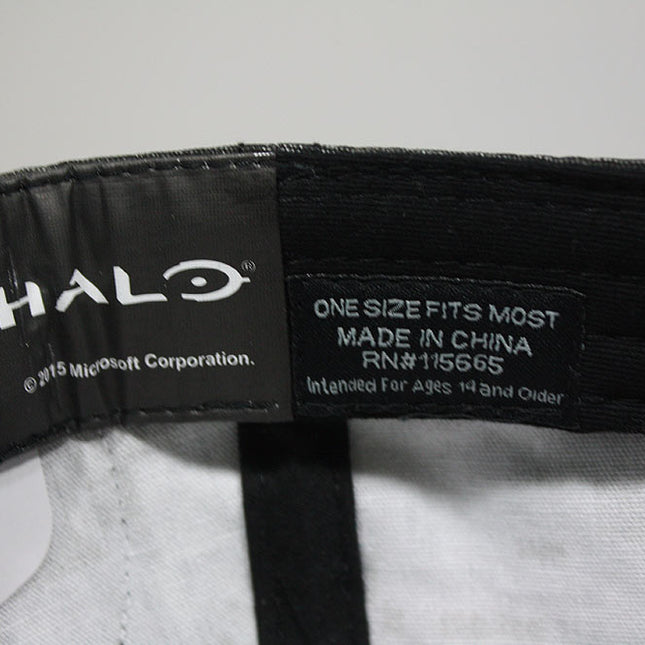 HALO®
© 2015 Microsoft Corporation.
ONE SIZE FITS MOST
MADE IN CHINA
RN#115665
Intended For Ages 14 and Older